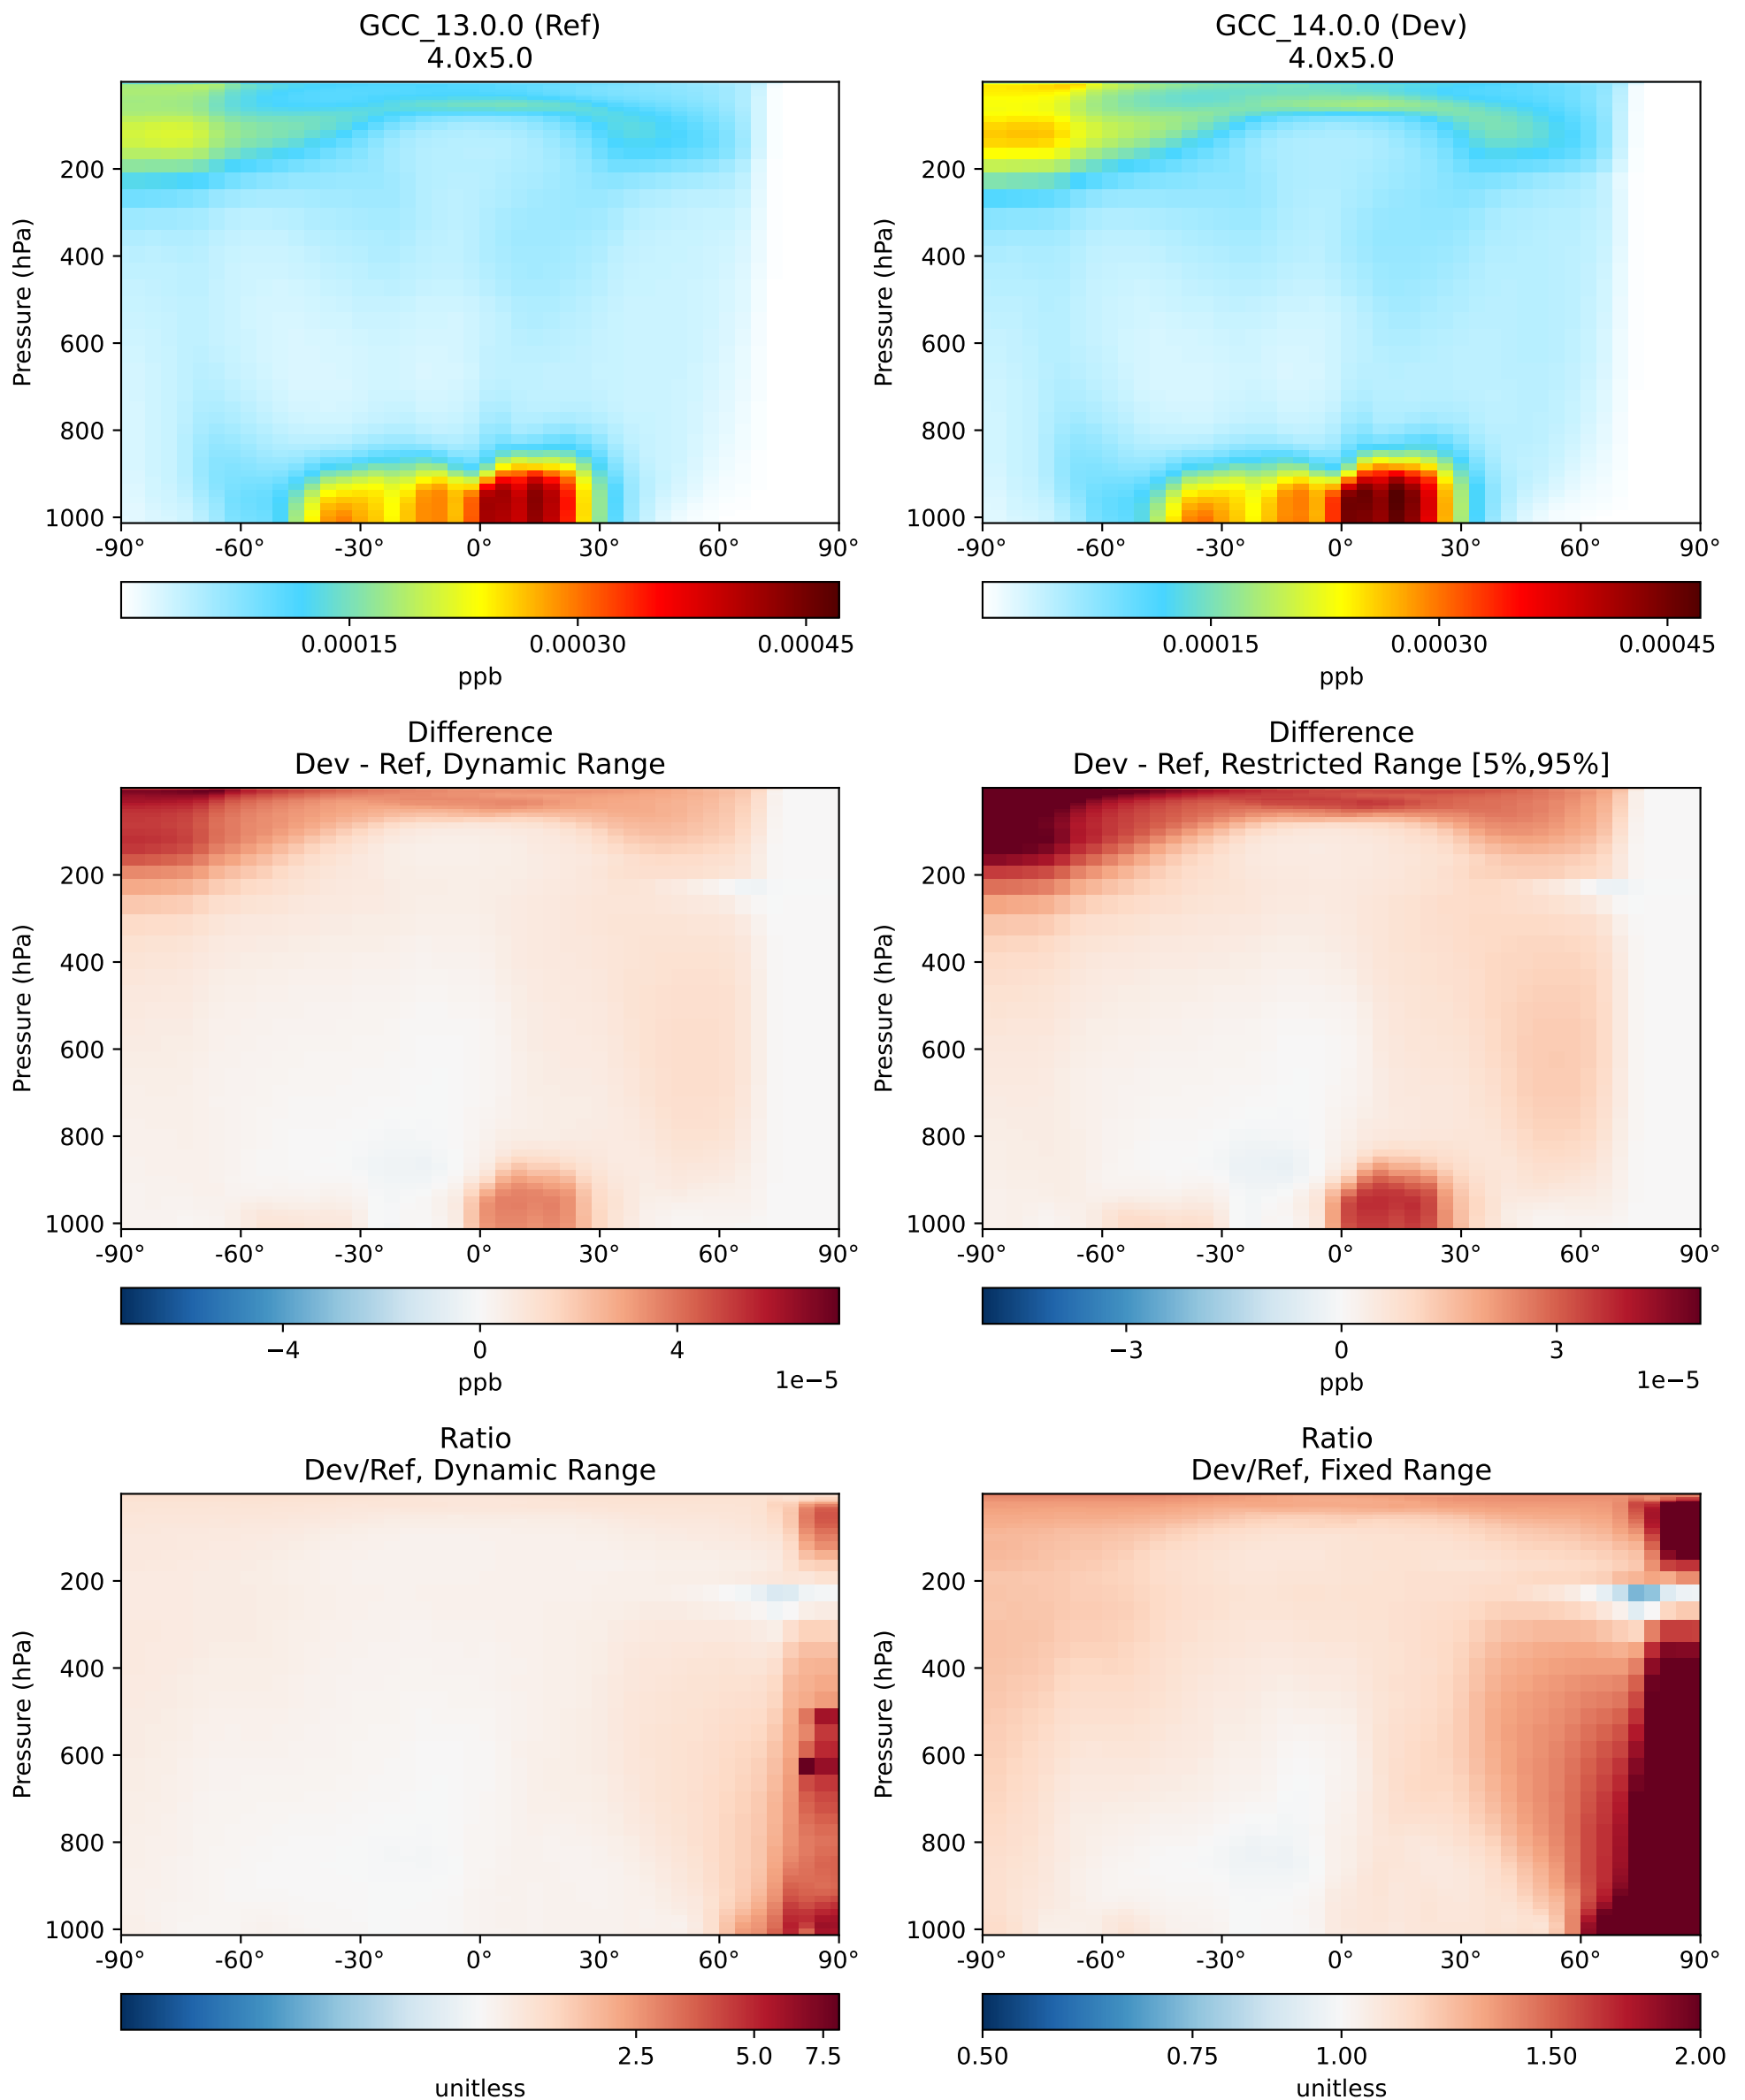 GCC_13.0.0 (Ref)
4.0x5.0
Pressure (hPa)
200
400
600
800
1000
-90° -60° -30° 0° 30° 60° 90°
0.00015 0.00030 0.00045
ppb
GCC_14.0.0 (Dev)
4.0x5.0
Pressure (hPa)
200
400
600
800
1000
-90° -60° -30° 0° 30° 60° 90°
0.00015 0.00030 0.00045
ppb
Difference
Dev - Ref, Dynamic Range
Pressure (hPa)
200
400
600
800
1000
-90° -60° -30° 0° 30° 60° 90°
−4 0 4
ppb 1e−5
Difference
Dev - Ref, Restricted Range [5%,95%]
Pressure (hPa)
200
400
600
800
1000
-90° -60° -30° 0° 30° 60° 90°
−3 0 3
ppb 1e−5
Ratio
Dev/Ref, Dynamic Range
Pressure (hPa)
200
400
600
800
1000
-90° -60° -30° 0° 30° 60° 90°
2.5 5.0 7.5
unitless
Ratio
Dev/Ref, Fixed Range
Pressure (hPa)
200
400
600
800
1000
-90° -60° -30° 0° 30° 60° 90°
0.50 0.75 1.00 1.50 2.00
unitless